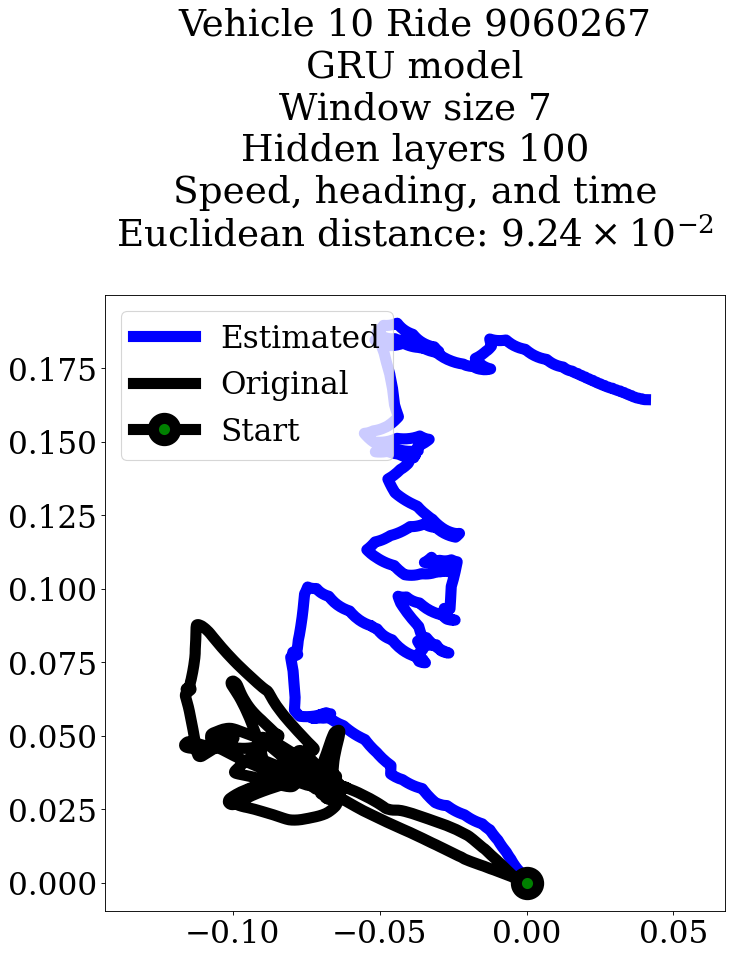 Vehicle 10 Ride 9060267
GRU model
Window size 7
Hidden layers 100
Speed, heading, and time
Euclidean distance: 9.24 × 10⁻²
Estimated
Original
Start
0.175
0.150
0.125
0.100
0.075
0.050
0.025
0.000
−0.10 −0.05 0.00 0.05